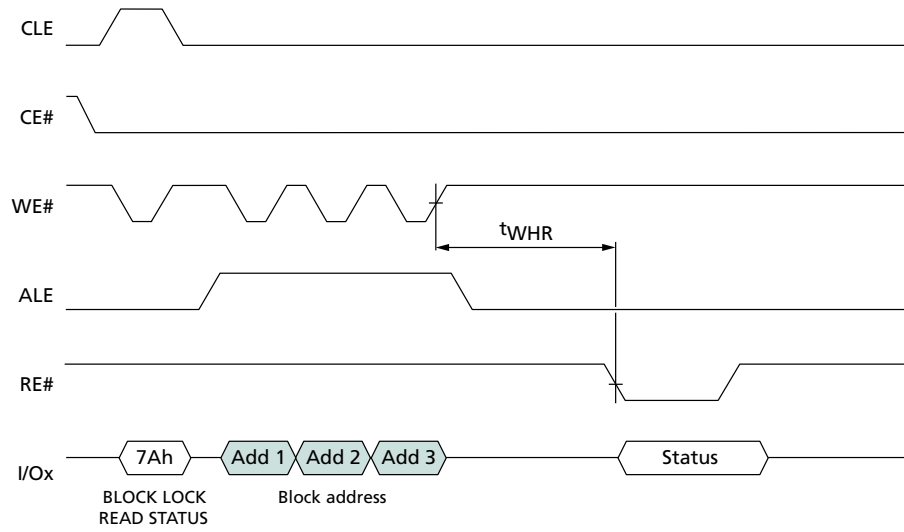 CLE
CE#
WE#
tWHR
ALE
RE#
I/Ox
7Ah
Add 1
Add 2
Add 3
Status
BLOCK LOCK
READ STATUS
Block address